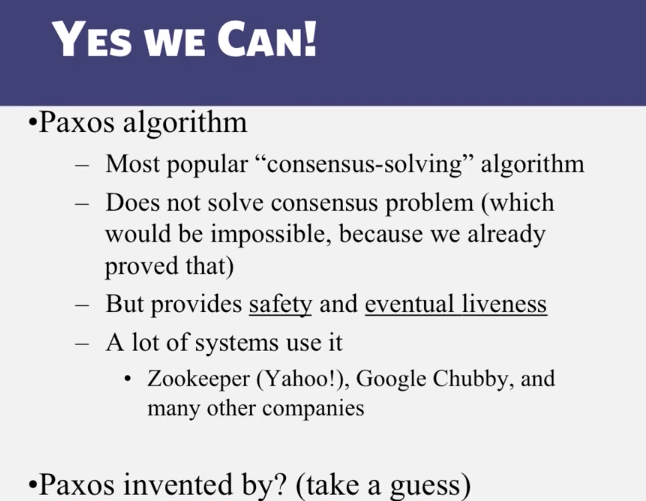 YES WE CAN!
•Paxos algorithm
– Most popular “consensus-solving” algorithm
– Does not solve consensus problem (which
would be impossible, because we already
proved that)
– But provides safety and eventual liveness
– A lot of systems use it
• Zookeeper (Yahoo!), Google Chubby, and
many other companies
•Paxos invented by? (take a guess)